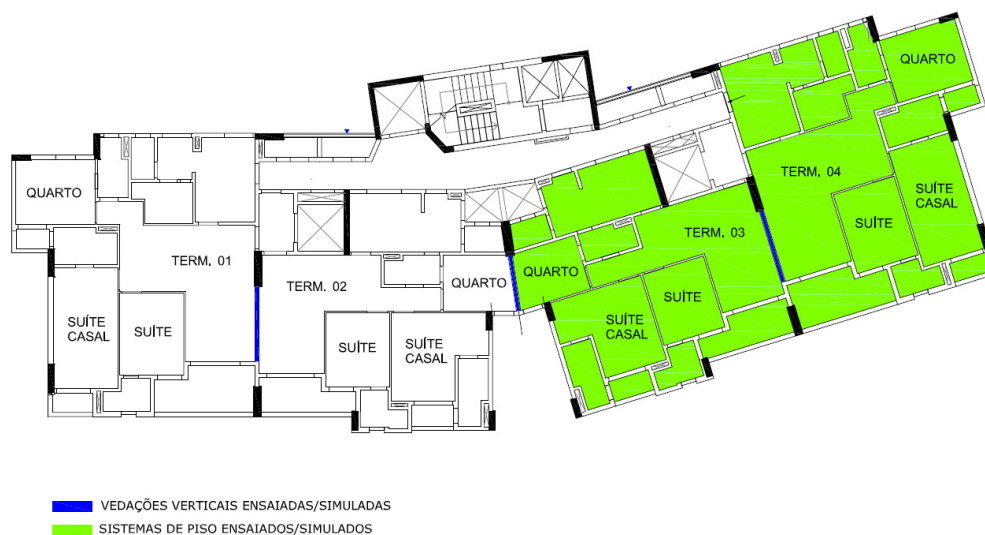 QUARTO
TERM. 04
SUÍTE
CASAL
SUÍTE
QUARTO
TERM. 01
TERM. 03
QUARTO
TERM. 02
QUARTO
SUÍTE
SUÍTE
CASAL
SUÍTE
CASAL
SUÍTE
SUÍTE
SUÍTE
CASAL
VEDAÇÕES VERTICAIS ENSAIADAS/SIMULADAS
SISTEMAS DE PISO ENSAIADOS/SIMULADOS